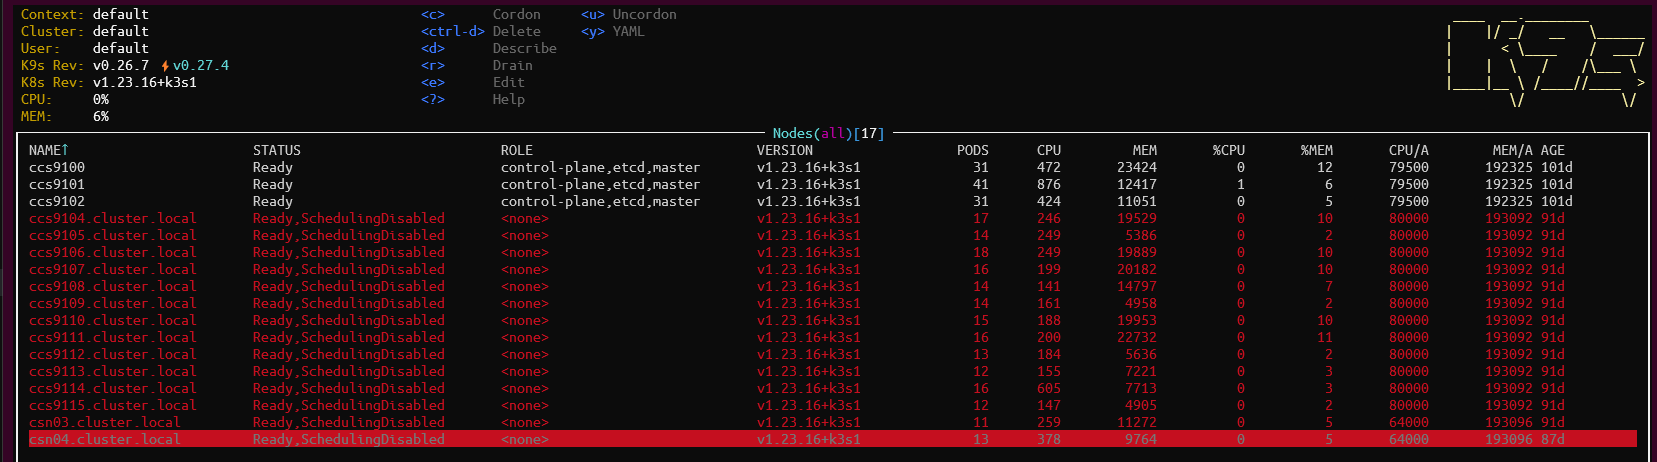 Context: default <c> Cordon <u> Uncordon
Cluster: default <ctrl-d> Delete <y> YAML
User: default <d> Describe
K9s Rev: v0.26.7 ⚡v0.27.4 <r> Drain
K8s Rev: v1.23.16+k3s1 <e> Edit
CPU: 0% <?> Help
MEM: 6%
Nodes(all)[17]
NAME↑ STATUS ROLE VERSION PODS CPU MEM %CPU %MEM CPU/A MEM/A AGE
ccs9100 Ready control-plane,etcd,master v1.23.16+k3s1 31 472 23424 0 12 79500 192325 101d
ccs9101 Ready control-plane,etcd,master v1.23.16+k3s1 41 876 12417 1 6 79500 192325 101d
ccs9102 Ready control-plane,etcd,master v1.23.16+k3s1 31 424 11051 0 5 79500 192325 101d
ccs9104.cluster.local Ready,SchedulingDisabled <none> v1.23.16+k3s1 17 246 19529 0 10 80000 193092 91d
ccs9105.cluster.local Ready,SchedulingDisabled <none> v1.23.16+k3s1 14 249 5386 0 2 80000 193092 91d
ccs9106.cluster.local Ready,SchedulingDisabled <none> v1.23.16+k3s1 18 249 19889 0 10 80000 193092 91d
ccs9107.cluster.local Ready,SchedulingDisabled <none> v1.23.16+k3s1 16 199 20182 0 10 80000 193092 91d
ccs9108.cluster.local Ready,SchedulingDisabled <none> v1.23.16+k3s1 14 141 14797 0 7 80000 193092 91d
ccs9109.cluster.local Ready,SchedulingDisabled <none> v1.23.16+k3s1 14 161 4958 0 2 80000 193092 91d
ccs9110.cluster.local Ready,SchedulingDisabled <none> v1.23.16+k3s1 15 188 19953 0 10 80000 193092 91d
ccs9111.cluster.local Ready,SchedulingDisabled <none> v1.23.16+k3s1 16 200 22732 0 11 80000 193092 91d
ccs9112.cluster.local Ready,SchedulingDisabled <none> v1.23.16+k3s1 13 184 5636 0 2 80000 193092 91d
ccs9113.cluster.local Ready,SchedulingDisabled <none> v1.23.16+k3s1 12 155 7221 0 3 80000 193092 91d
ccs9114.cluster.local Ready,SchedulingDisabled <none> v1.23.16+k3s1 16 605 7713 0 3 80000 193092 91d
ccs9115.cluster.local Ready,SchedulingDisabled <none> v1.23.16+k3s1 12 147 4905 0 2 80000 193092 91d
csn03.cluster.local Ready,SchedulingDisabled <none> v1.23.16+k3s1 11 259 11272 0 5 64000 193096 91d
csn04.cluster.local Ready,SchedulingDisabled <none> v1.23.16+k3s1 13 378 9764 0 5 64000 193096 87d